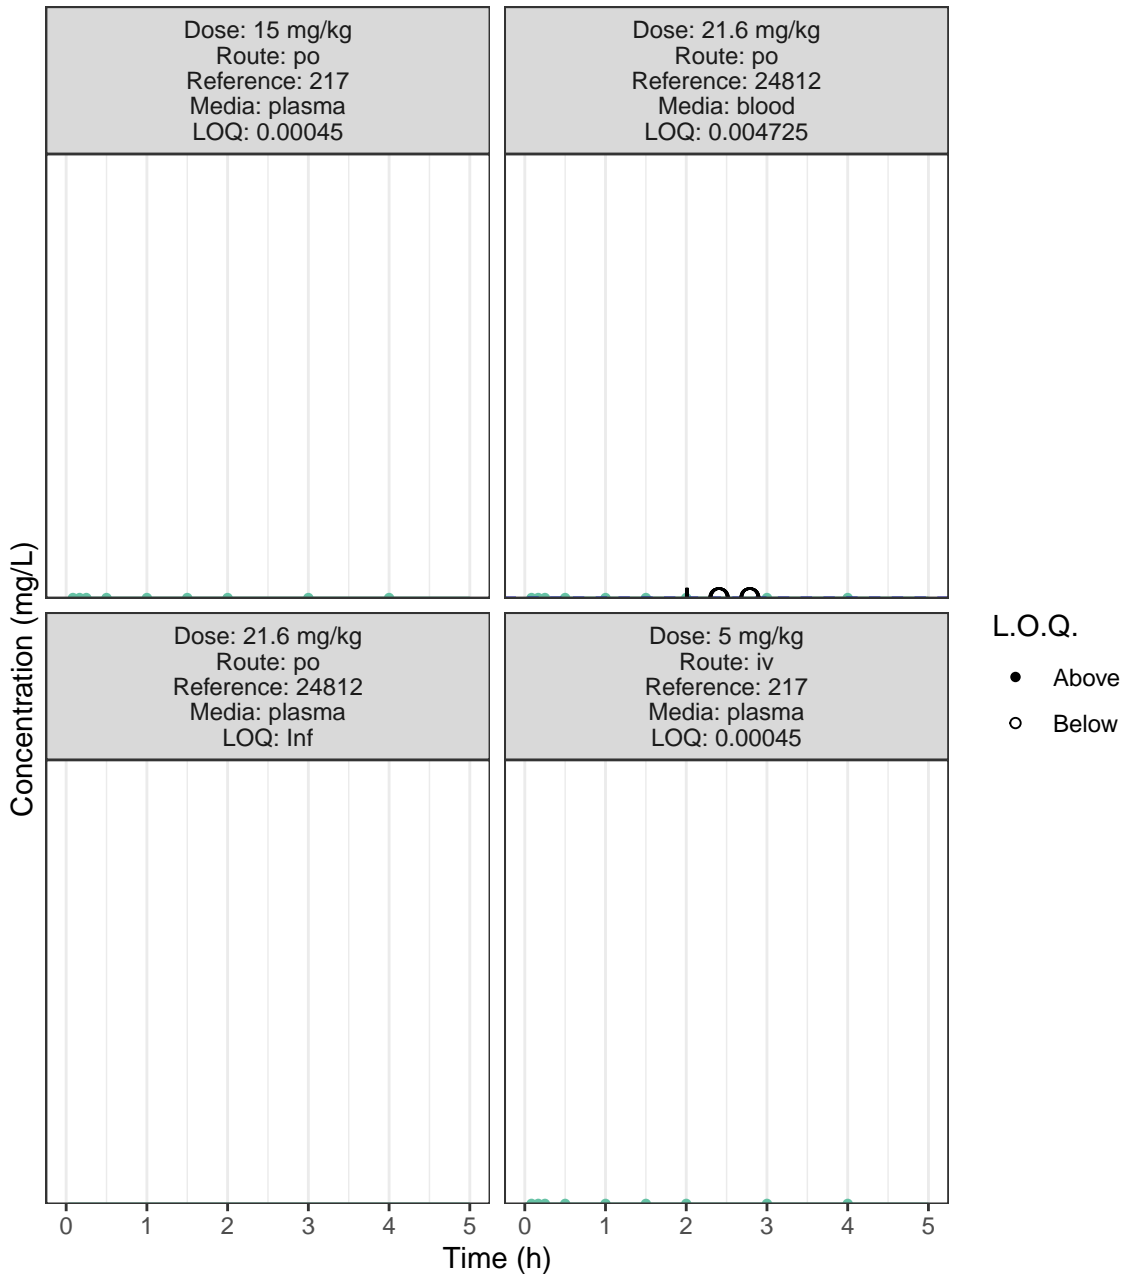 Dose: 15 mg/kg
Route: po
Reference: 217
Media: plasma
LOQ: 0.00045
Dose: 21.6 mg/kg
Route: po
Reference: 24812
Media: blood
LOQ: 0.004725
Dose: 21.6 mg/kg
Route: po
Reference: 24812
Media: plasma
LOQ: Inf
Dose: 5 mg/kg
Route: iv
Reference: 217
Media: plasma
LOQ: 0.00045
Concentration (mg/L)
0 1 2 3 4 5
0 1 2 3 4 5
Time (h)
L.O.Q.
Above
Below